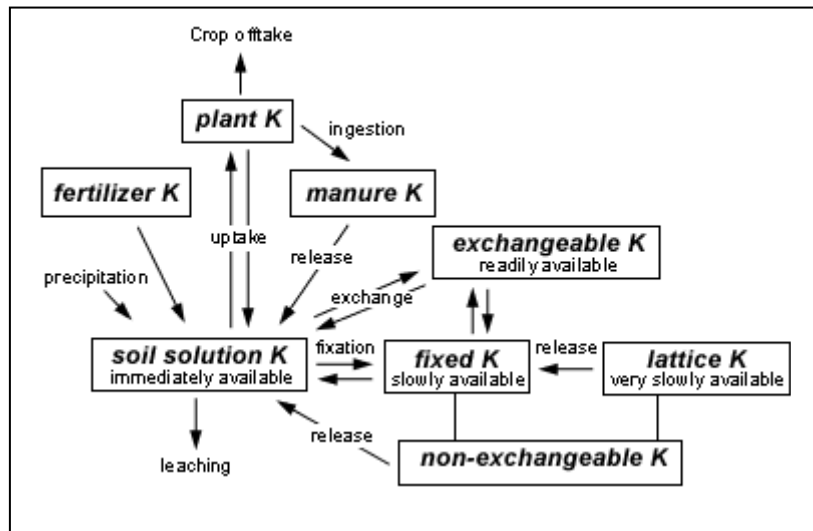 Crop offtake
plant K
ingestion
fertilizer K
manure K
uptake
release
exchangeable K
readily available
precipitation
exchange
soil solution K
immediately available
fixation
fixed K
slowly available
release
lattice K
very slowly available
release
leaching
non-exchangeable K